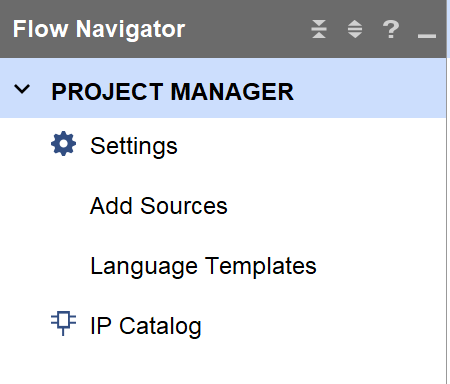 Flow Navigator ?
PROJECT MANAGER
Settings
Add Sources
Language Templates
IP Catalog